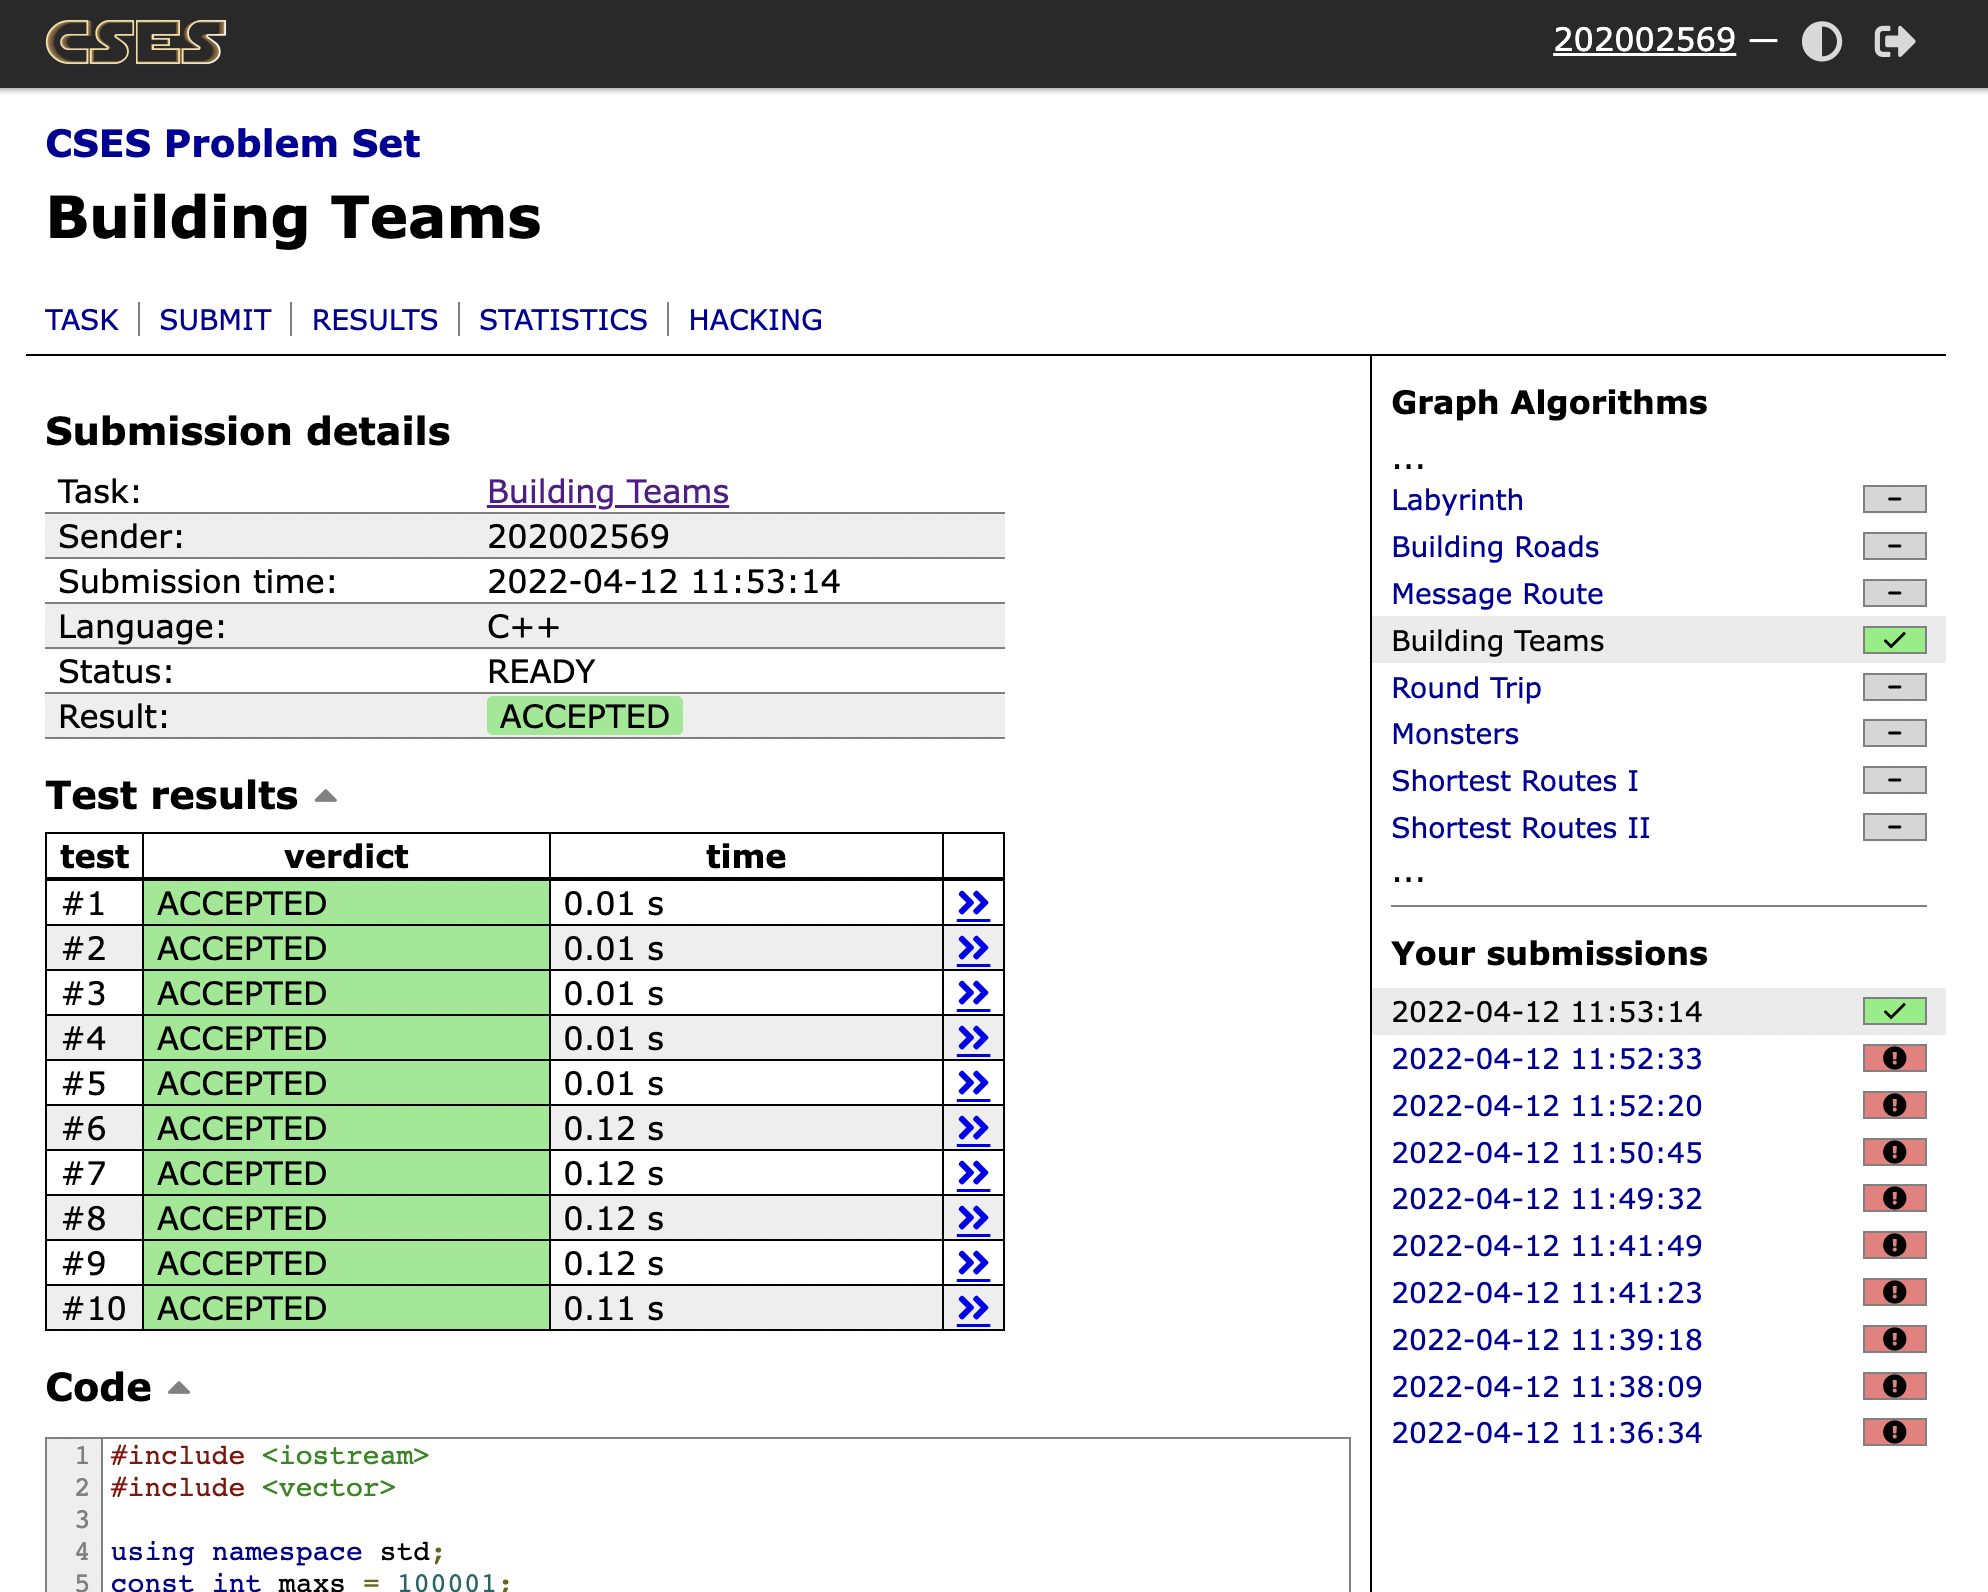 CSES
202002569 —
CSES Problem Set
Building Teams
TASK
SUBMIT
RESULTS
STATISTICS
HACKING
Submission details
Task: Building Teams
Sender: 202002569
Submission time: 2022-04-12 11:53:14
Language: C++
Status: READY
Result: ACCEPTED
Test results
test verdict time
#1 ACCEPTED 0.01 s
#2 ACCEPTED 0.01 s
#3 ACCEPTED 0.01 s
#4 ACCEPTED 0.01 s
#5 ACCEPTED 0.01 s
#6 ACCEPTED 0.12 s
#7 ACCEPTED 0.12 s
#8 ACCEPTED 0.12 s
#9 ACCEPTED 0.12 s
#10 ACCEPTED 0.11 s
Code
1 #include <iostream>
2 #include <vector>
3
4 using namespace std;
5 const int maxs = 100001;
Graph Algorithms
...
Labyrinth
Building Roads
Message Route
Building Teams
Round Trip
Monsters
Shortest Routes I
Shortest Routes II
...
Your submissions
2022-04-12 11:53:14
2022-04-12 11:52:33
2022-04-12 11:52:20
2022-04-12 11:50:45
2022-04-12 11:49:32
2022-04-12 11:41:49
2022-04-12 11:41:23
2022-04-12 11:39:18
2022-04-12 11:38:09
2022-04-12 11:36:34